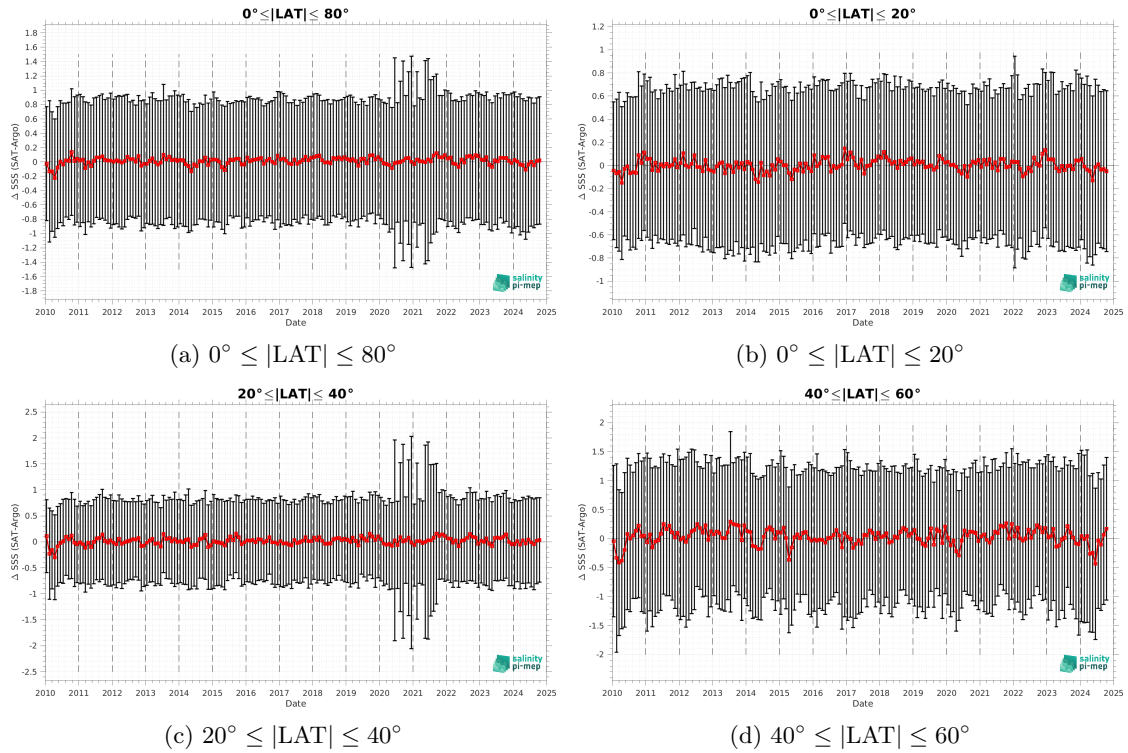 0°≤|LAT|≤ 80°
1.8
1.6
1.4
1.2
1
0.8
0.6
0.4
0.2
0
-0.2
-0.4
-0.6
-0.8
-1
-1.2
-1.4
-1.6
-1.8
Δ SSS (SAT-Argo)
salinity
pi-mep
2010 2011 2012 2013 2014 2015 2016 2017 2018 2019 2020 2021 2022 2023 2024 2025
Date
(a) 0° ≤ |LAT| ≤ 80°
0°≤|LAT|≤ 20°
1.2
1
0.8
0.6
0.4
0.2
0
-0.2
-0.4
-0.6
-0.8
-1
Δ SSS (SAT-Argo)
salinity
pi-mep
2010 2011 2012 2013 2014 2015 2016 2017 2018 2019 2020 2021 2022 2023 2024 2025
Date
(b) 0° ≤ |LAT| ≤ 20°
20°≤|LAT|≤ 40°
2.5
2
1.5
1
0.5
0
-0.5
-1
-1.5
-2
-2.5
Δ SSS (SAT-Argo)
salinity
pi-mep
2010 2011 2012 2013 2014 2015 2016 2017 2018 2019 2020 2021 2022 2023 2024 2025
Date
(c) 20° ≤ |LAT| ≤ 40°
40°≤|LAT|≤ 60°
2
1.5
1
0.5
0
-0.5
-1
-1.5
-2
Δ SSS (SAT-Argo)
salinity
pi-mep
2010 2011 2012 2013 2014 2015 2016 2017 2018 2019 2020 2021 2022 2023 2024 2025
Date
(d) 40° ≤ |LAT| ≤ 60°